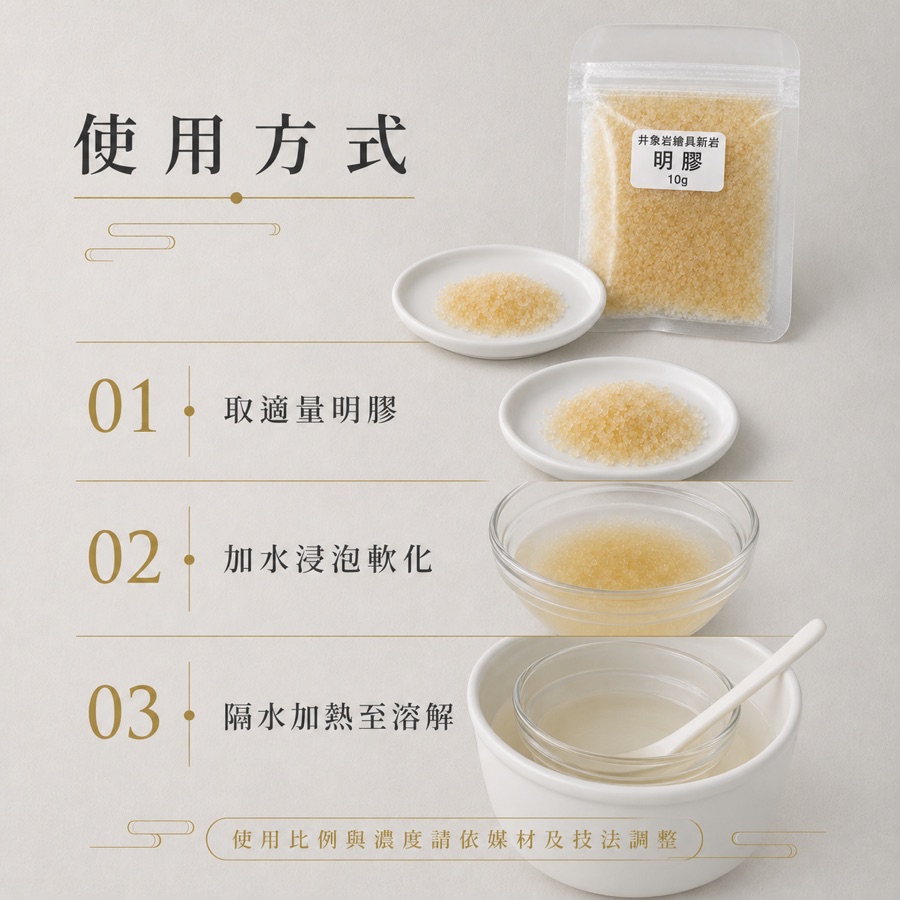 使用方式
井象岩繪具新岩
明膠
10g
01
取適量明膠
02
加水浸泡軟化
03
隔水加熱至溶解
使用比例與濃度請依媒材及技法調整